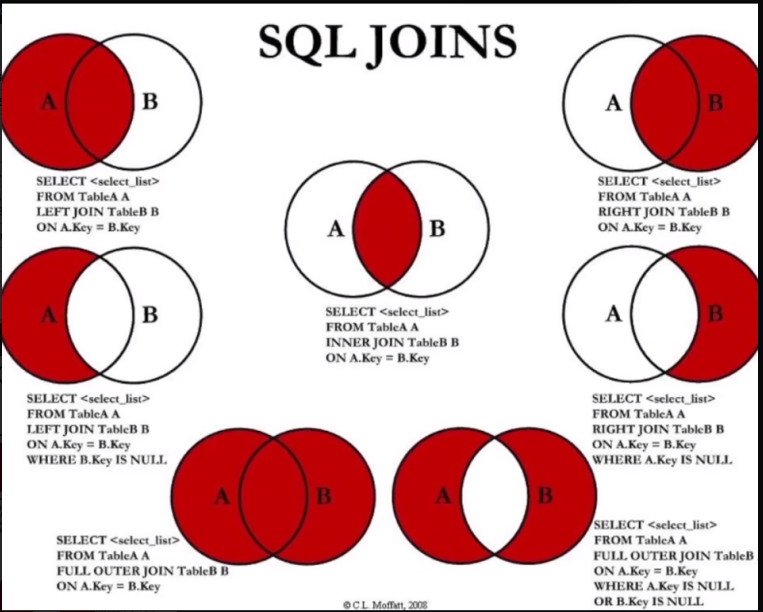 SQL JOINS
A B
SELECT <select_list>
FROM TableA A
LEFT JOIN TableB B
ON A.Key = B.Key
A B
SELECT <select_list>
FROM TableA A
RIGHT JOIN TableB B
ON A.Key = B.Key
A B
SELECT <select_list>
FROM TableA A
INNER JOIN TableB B
ON A.Key = B.Key
A B
SELECT <select_list>
FROM TableA A
LEFT JOIN TableB B
ON A.Key = B.Key
WHERE B.Key IS NULL
A B
SELECT <select_list>
FROM TableA A
RIGHT JOIN TableB B
ON A.Key = B.Key
WHERE A.Key IS NULL
A B
SELECT <select_list>
FROM TableA A
FULL OUTER JOIN TableB B
ON A.Key = B.Key
A B
SELECT <select_list>
FROM TableA A
FULL OUTER JOIN TableB
ON A.Key = B.Key
WHERE A.Key IS NULL
OR B.Key IS NULL
© C.L. Moffatt, 2008